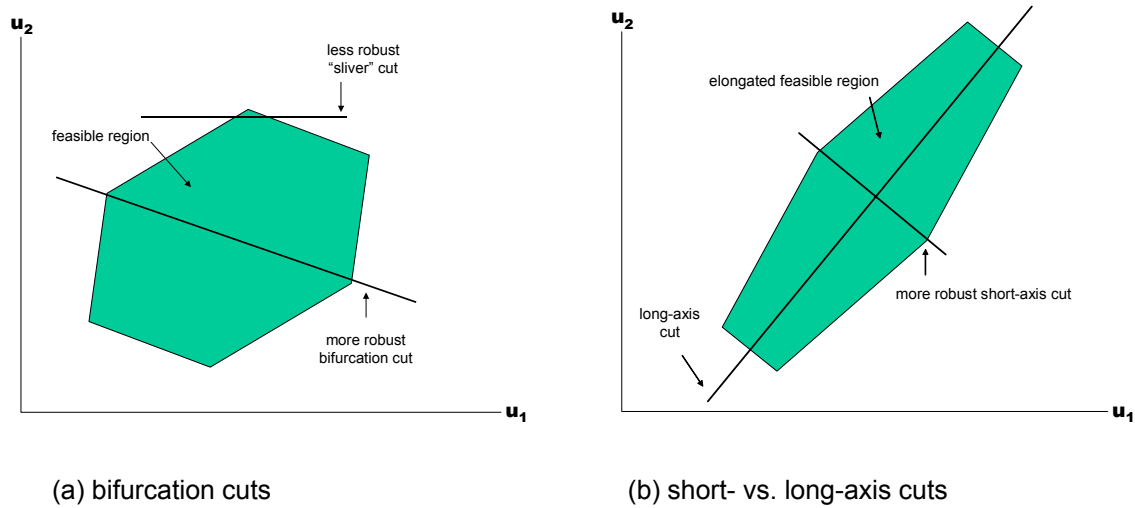 u2
less robust
“sliver” cut
feasible region
more robust
bifurcation cut
u1
(a) bifurcation cuts
u2
elongated feasible region
more robust short-axis cut
long-axis
cut
u1
(b) short- vs. long-axis cuts